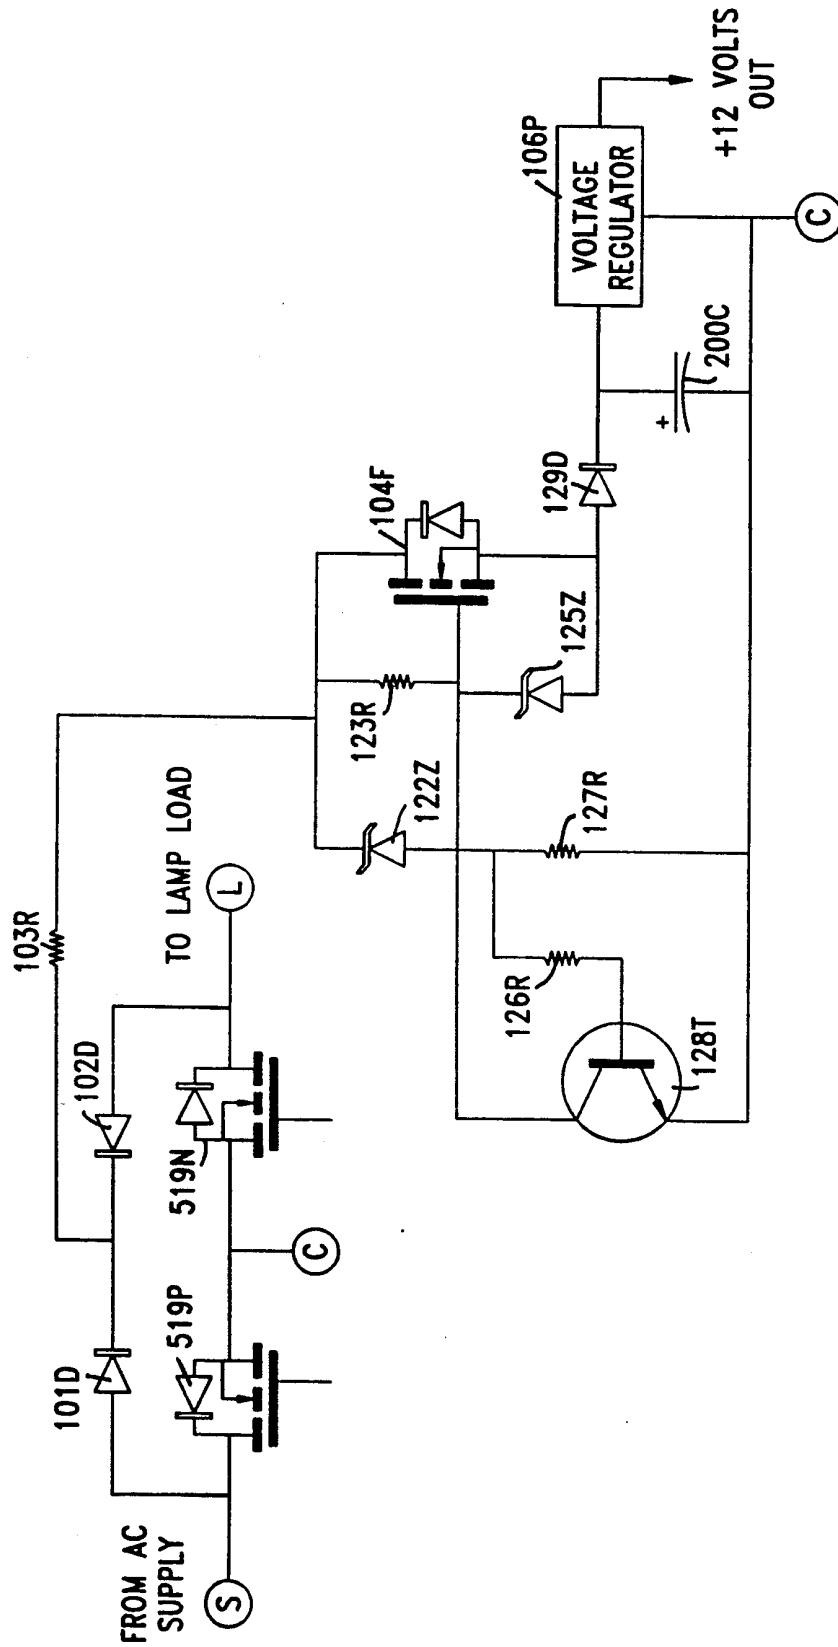 FROM AC
SUPPLY
S
101D
519P
C
519N
102D
103R
TO LAMP LOAD
L
128T
126R
127R
122Z
123R
125Z
104F
129D
+
200C
106P
VOLTAGE
REGULATOR
C
+12 VOLTS
OUT